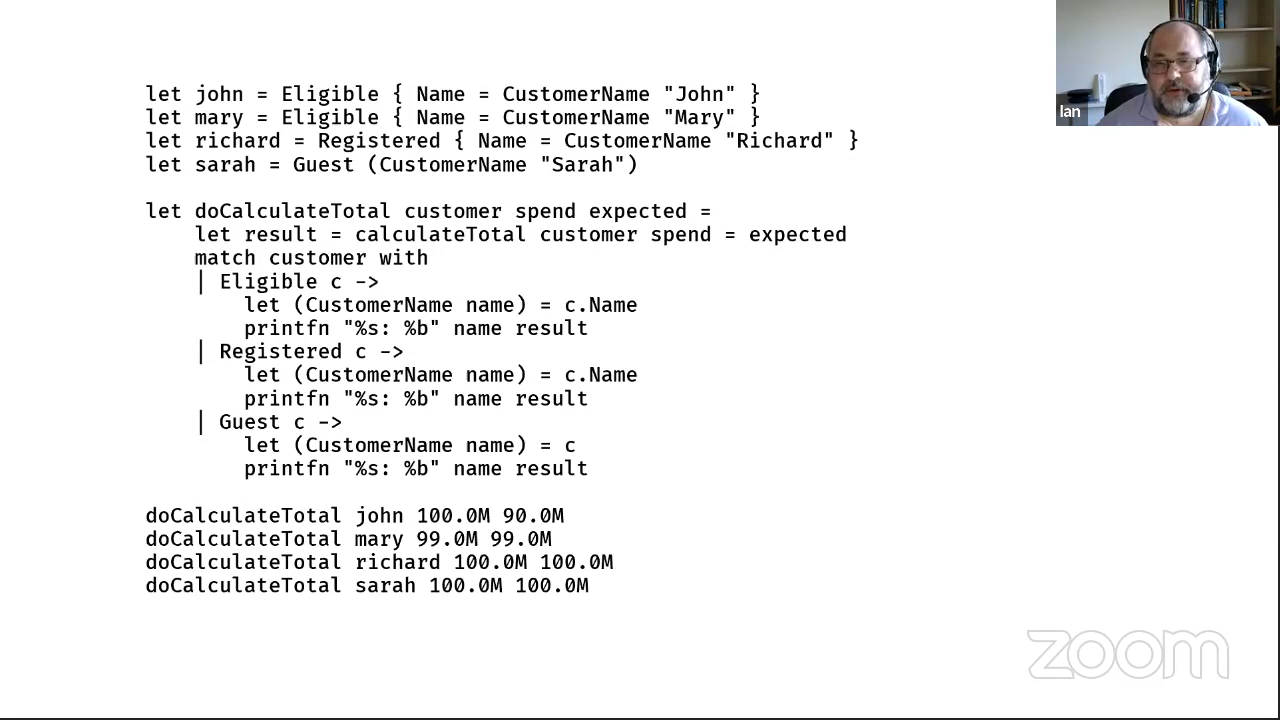 let john = Eligible { Name = CustomerName "John" }
let mary = Eligible { Name = CustomerName "Mary" }
let richard = Registered { Name = CustomerName "Richard" }
let sarah = Guest (CustomerName "Sarah")

let doCalculateTotal customer spend expected =
    let result = calculateTotal customer spend = expected
    match customer with
    | Eligible c ->
        let (CustomerName name) = c.Name
        printfn "%s: %b" name result
    | Registered c ->
        let (CustomerName name) = c.Name
        printfn "%s: %b" name result
    | Guest c ->
        let (CustomerName name) = c
        printfn "%s: %b" name result

doCalculateTotal john 100.0M 90.0M
doCalculateTotal mary 99.0M 99.0M
doCalculateTotal richard 100.0M 100.0M
doCalculateTotal sarah 100.0M 100.0M
Ian
zoom